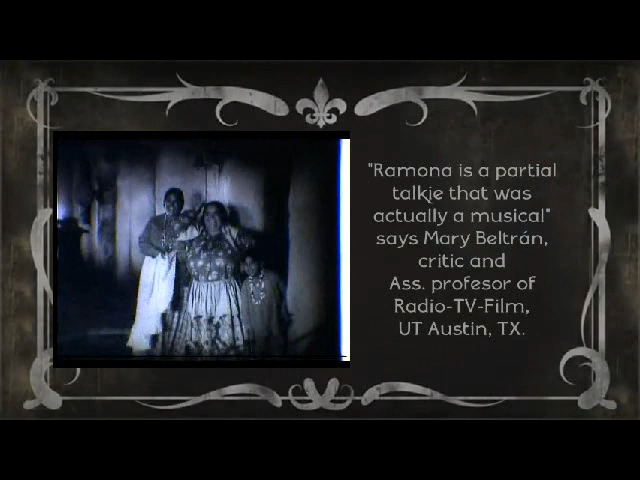 "Ramona is a partial
talkie that was
actually a musical"
says Mary Beltrán,
critic and
Ass. profesor of
Radio-TV-Film,
UT Austin, TX.